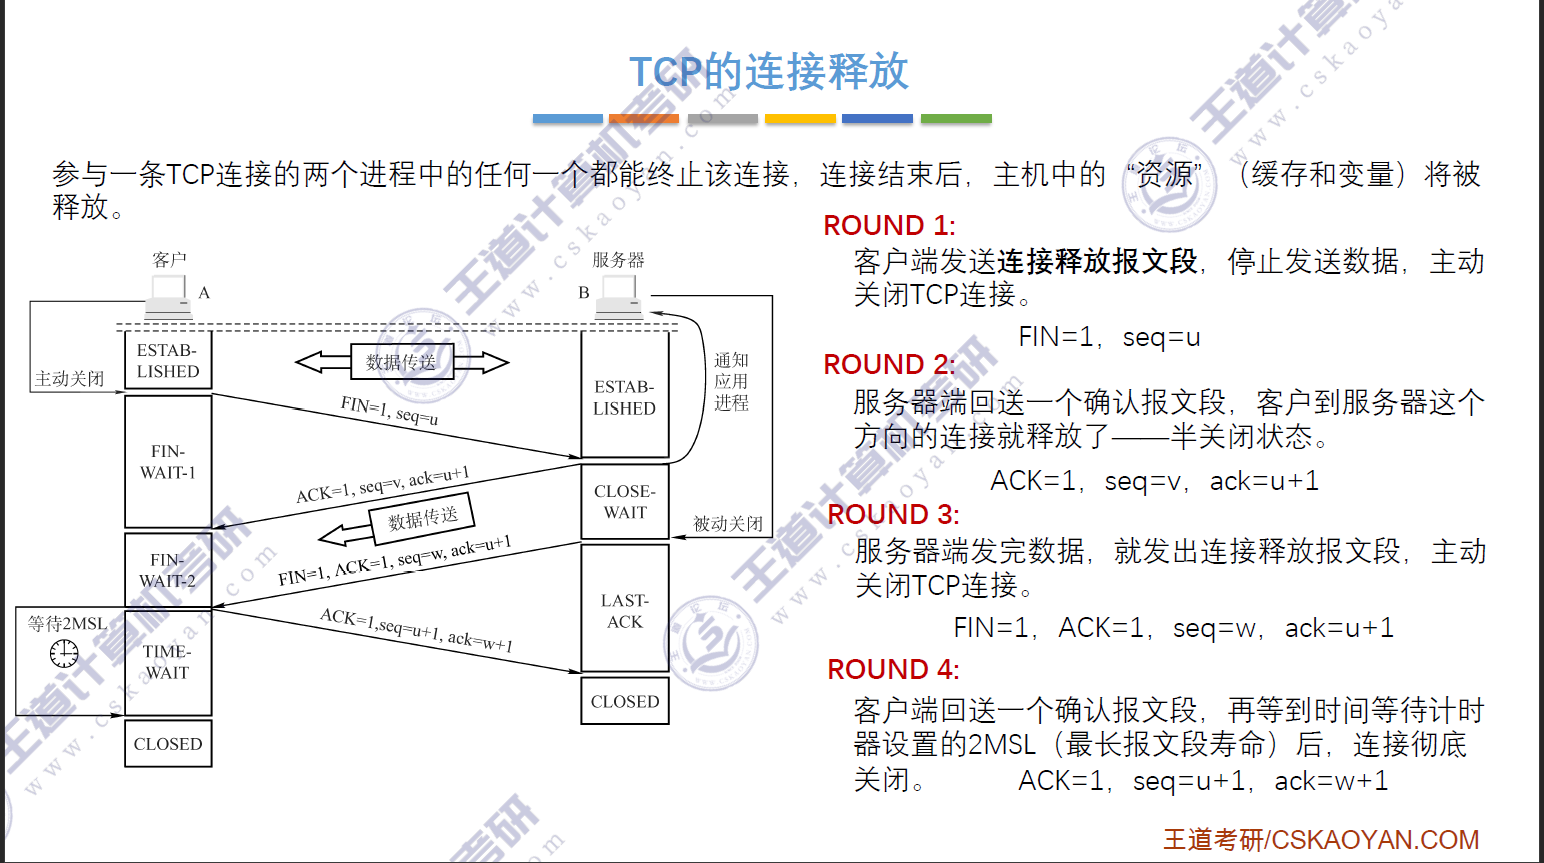 TCP的连接释放
参与一条TCP连接的两个进程中的任何一个都能终止该连接，连接结束后，主机中的“资源”（缓存和变量）将被
释放。
客户
A
服务器
B
ESTAB-
LISHED
主动关闭
数据传送
ESTAB-
LISHED
通知
应用
进程
FIN=1, seq=u
FIN-
WAIT-1
ACK=1, seq=v, ack=u+1
CLOSE-
WAIT
数据传送
被动关闭
FIN-
WAIT-2
FIN=1, ACK=1, seq=w, ack=u+1
等待2MSL
TIME-
WAIT
ACK=1,seq=u+1, ack=w+1
LAST-
ACK
CLOSED
CLOSED
ROUND 1:
客户端发送连接释放报文段，停止发送数据，主动
关闭TCP连接。
FIN=1，seq=u
ROUND 2:
服务器端回送一个确认报文段，客户到服务器这个
方向的连接就释放了——半关闭状态。
ACK=1，seq=v，ack=u+1
ROUND 3:
服务器端发完数据，就发出连接释放报文段，主动
关闭TCP连接。
FIN=1，ACK=1，seq=w，ack=u+1
ROUND 4:
客户端回送一个确认报文段，再等到时间等待计时
器设置的2MSL（最长报文段寿命）后，连接彻底
关闭。 ACK=1，seq=u+1，ack=w+1
王道考研/CSKAOYAN.COM
王道计算机考研
www.cskaoyan.com